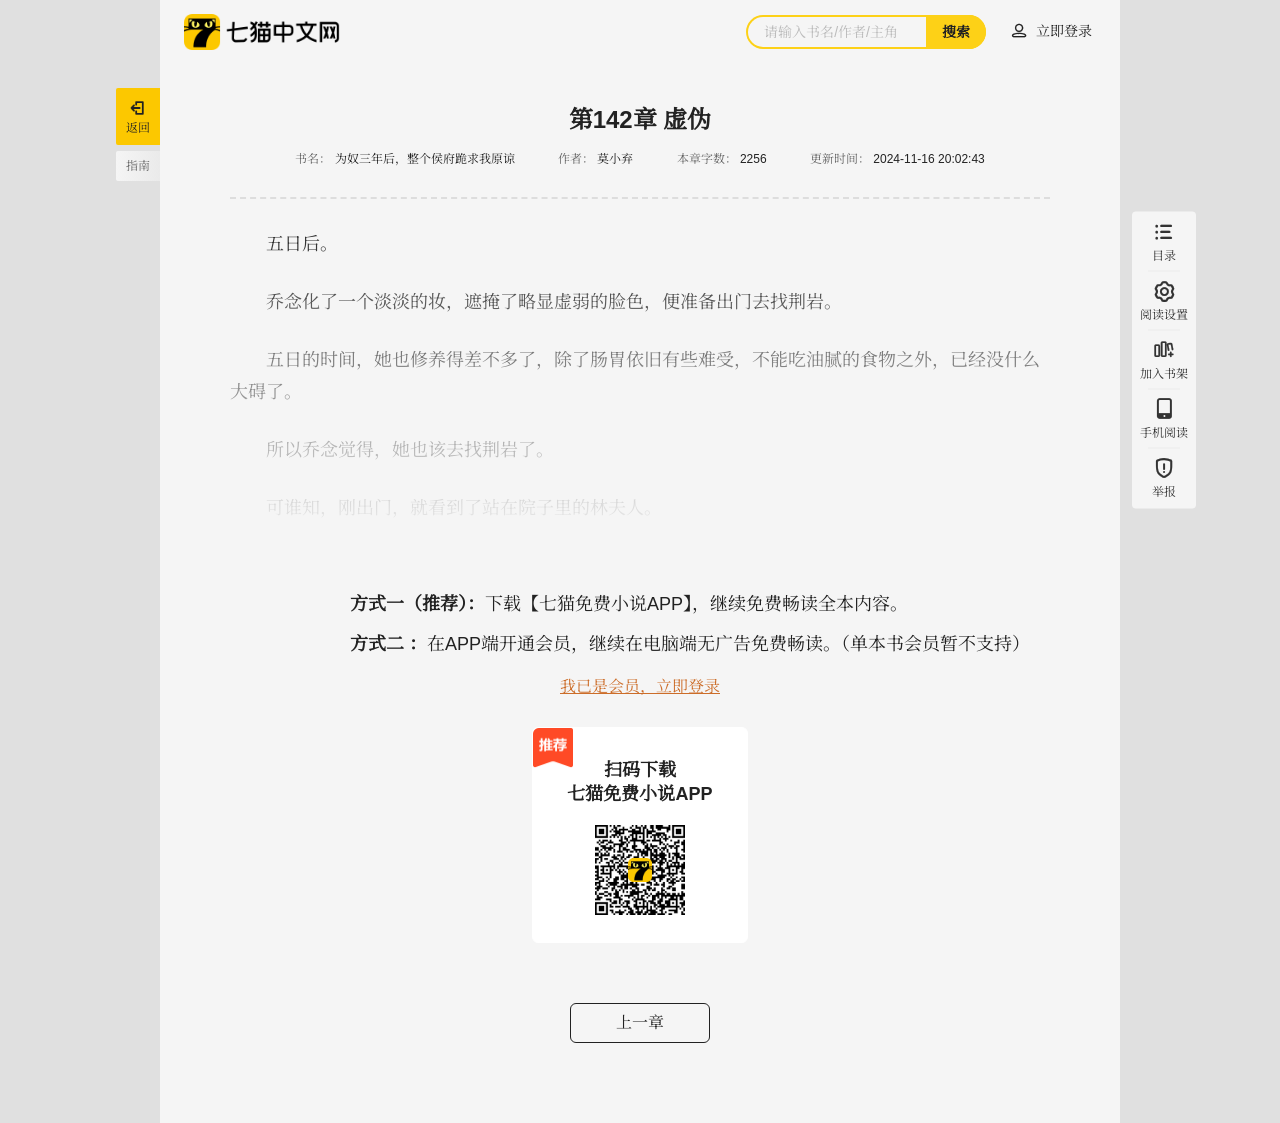 七猫中文网
请输入书名/作者/主角
搜索
立即登录
返回
指南
第142章 虚伪
书名： 为奴三年后，整个侯府跪求我原谅 作者： 莫小弃 本章字数： 2256 更新时间： 2024-11-16 20:02:43
五日后。
乔念化了一个淡淡的妆，遮掩了略显虚弱的脸色，便准备出门去找荆岩。
五日的时间，她也修养得差不多了，除了肠胃依旧有些难受，不能吃油腻的食物之外，已经没什么
大碍了。
所以乔念觉得，她也该去找荆岩了。
可谁知，刚出门，就看到了站在院子里的林夫人。
目录
阅读设置
加入书架
手机阅读
举报
方式一（推荐）：下载【七猫免费小说APP】，继续免费畅读全本内容。
方式二 ：在APP端开通会员，继续在电脑端无广告免费畅读。（单本书会员暂不支持）
我已是会员，立即登录
推荐
扫码下载
七猫免费小说APP
上一章